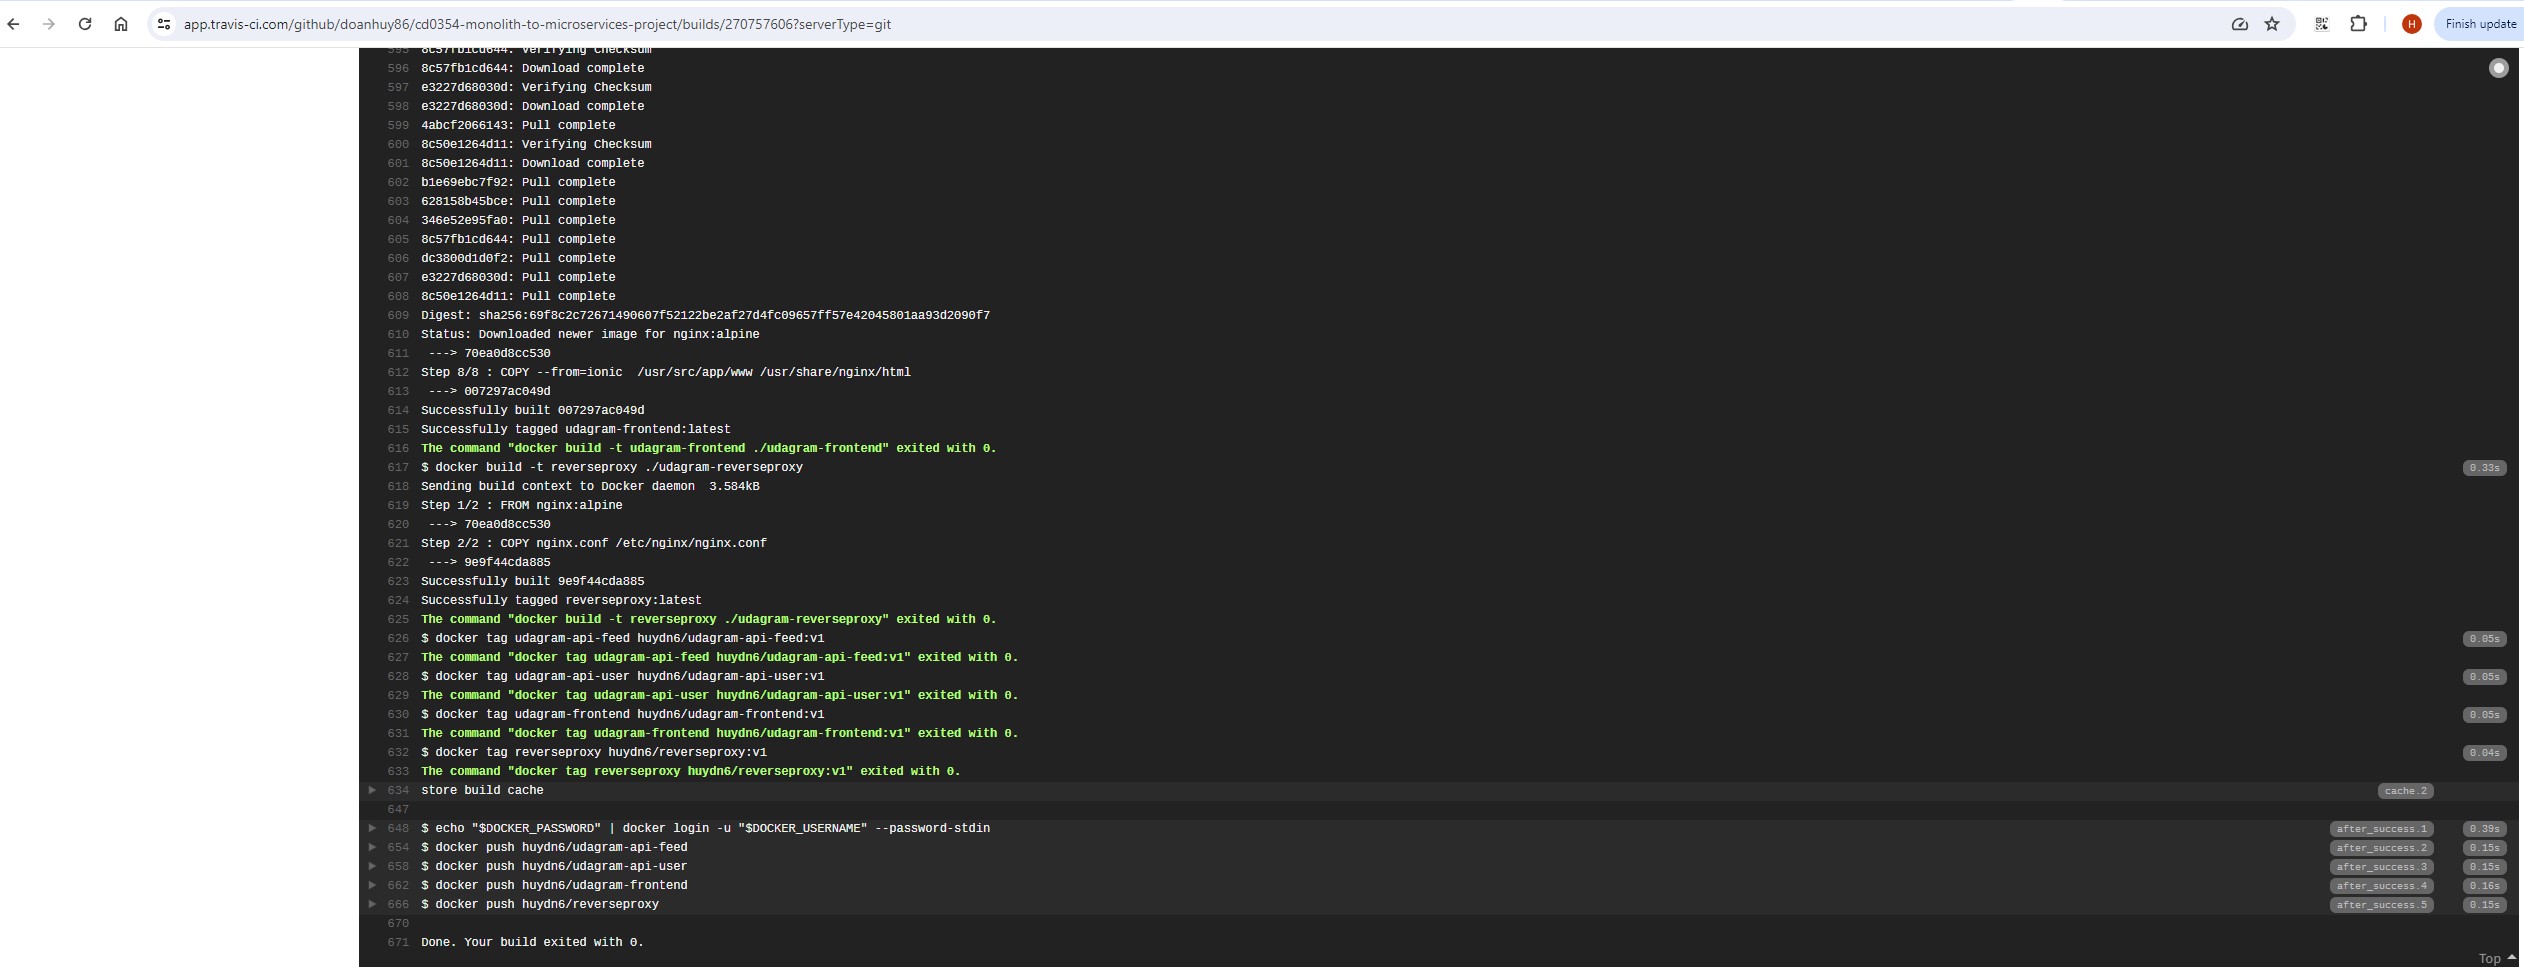 app.travis-ci.com/github/doanhuy86/cd0354-monolith-to-microservices-project/builds/270757606?serverType=git
H
Finish update
595 8c57fb1cd644: Verifying Checksum
596 8c57fb1cd644: Download complete
597 e3227d68030d: Verifying Checksum
598 e3227d68030d: Download complete
599 4abcf2066143: Pull complete
600 8c50e1264d11: Verifying Checksum
601 8c50e1264d11: Download complete
602 b1e69ebc7f92: Pull complete
603 628158b45bce: Pull complete
604 346e52e95fa0: Pull complete
605 8c57fb1cd644: Pull complete
606 dc3800d1d0f2: Pull complete
607 e3227d68030d: Pull complete
608 8c50e1264d11: Pull complete
609 Digest: sha256:69f8c2c72671490607f52122be2af27d4fc09657ff57e42045801aa93d2090f7
610 Status: Downloaded newer image for nginx:alpine
611 ---> 70ea0d8cc530
612 Step 8/8 : COPY --from=ionic  /usr/src/app/www /usr/share/nginx/html
613 ---> 007297ac049d
614 Successfully built 007297ac049d
615 Successfully tagged udagram-frontend:latest
616 The command "docker build -t udagram-frontend ./udagram-frontend" exited with 0.
617 $ docker build -t reverseproxy ./udagram-reverseproxy 0.33s
618 Sending build context to Docker daemon  3.584kB
619 Step 1/2 : FROM nginx:alpine
620 ---> 70ea0d8cc530
621 Step 2/2 : COPY nginx.conf /etc/nginx/nginx.conf
622 ---> 9e9f44cda885
623 Successfully built 9e9f44cda885
624 Successfully tagged reverseproxy:latest
625 The command "docker build -t reverseproxy ./udagram-reverseproxy" exited with 0.
626 $ docker tag udagram-api-feed huydn6/udagram-api-feed:v1 0.05s
627 The command "docker tag udagram-api-feed huydn6/udagram-api-feed:v1" exited with 0.
628 $ docker tag udagram-api-user huydn6/udagram-api-user:v1 0.05s
629 The command "docker tag udagram-api-user huydn6/udagram-api-user:v1" exited with 0.
630 $ docker tag udagram-frontend huydn6/udagram-frontend:v1 0.05s
631 The command "docker tag udagram-frontend huydn6/udagram-frontend:v1" exited with 0.
632 $ docker tag reverseproxy huydn6/reverseproxy:v1 0.04s
633 The command "docker tag reverseproxy huydn6/reverseproxy:v1" exited with 0.
634 store build cache cache.2
647
648 $ echo "$DOCKER_PASSWORD" | docker login -u "$DOCKER_USERNAME" --password-stdin after_success.1 0.39s
654 $ docker push huydn6/udagram-api-feed after_success.2 0.15s
658 $ docker push huydn6/udagram-api-user after_success.3 0.15s
662 $ docker push huydn6/udagram-frontend after_success.4 0.16s
666 $ docker push huydn6/reverseproxy after_success.5 0.15s
670
671 Done. Your build exited with 0.
Top